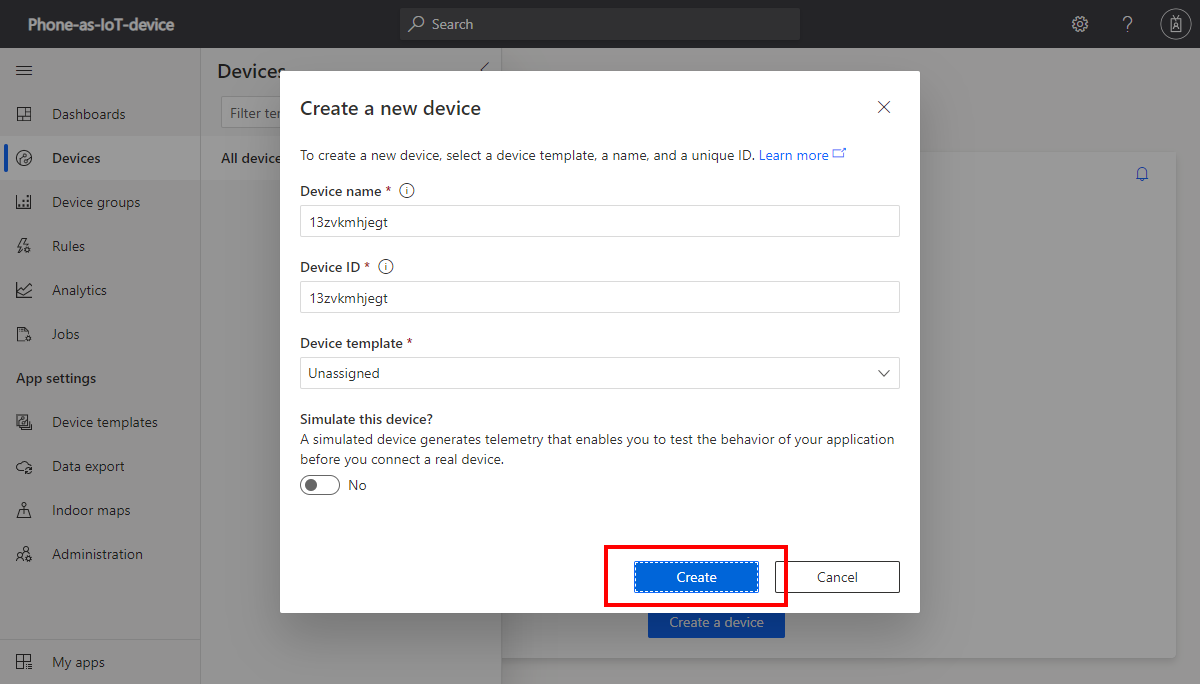 Phone-as-IoT-device
Search
Devices
Filter
Dashboards
Devices
Device groups
Rules
Analytics
Jobs
App settings
Device templates
Data export
Indoor maps
Administration
My apps
All device
Create a new device
To create a new device, select a device template, a name, and a unique ID. Learn more
Device name *
13zvkmhjegt
Device ID *
13zvkmhjegt
Device template *
Unassigned
Simulate this device?
A simulated device generates telemetry that enables you to test the behavior of your application
before you connect a real device.
No
Create
Cancel
Create a device